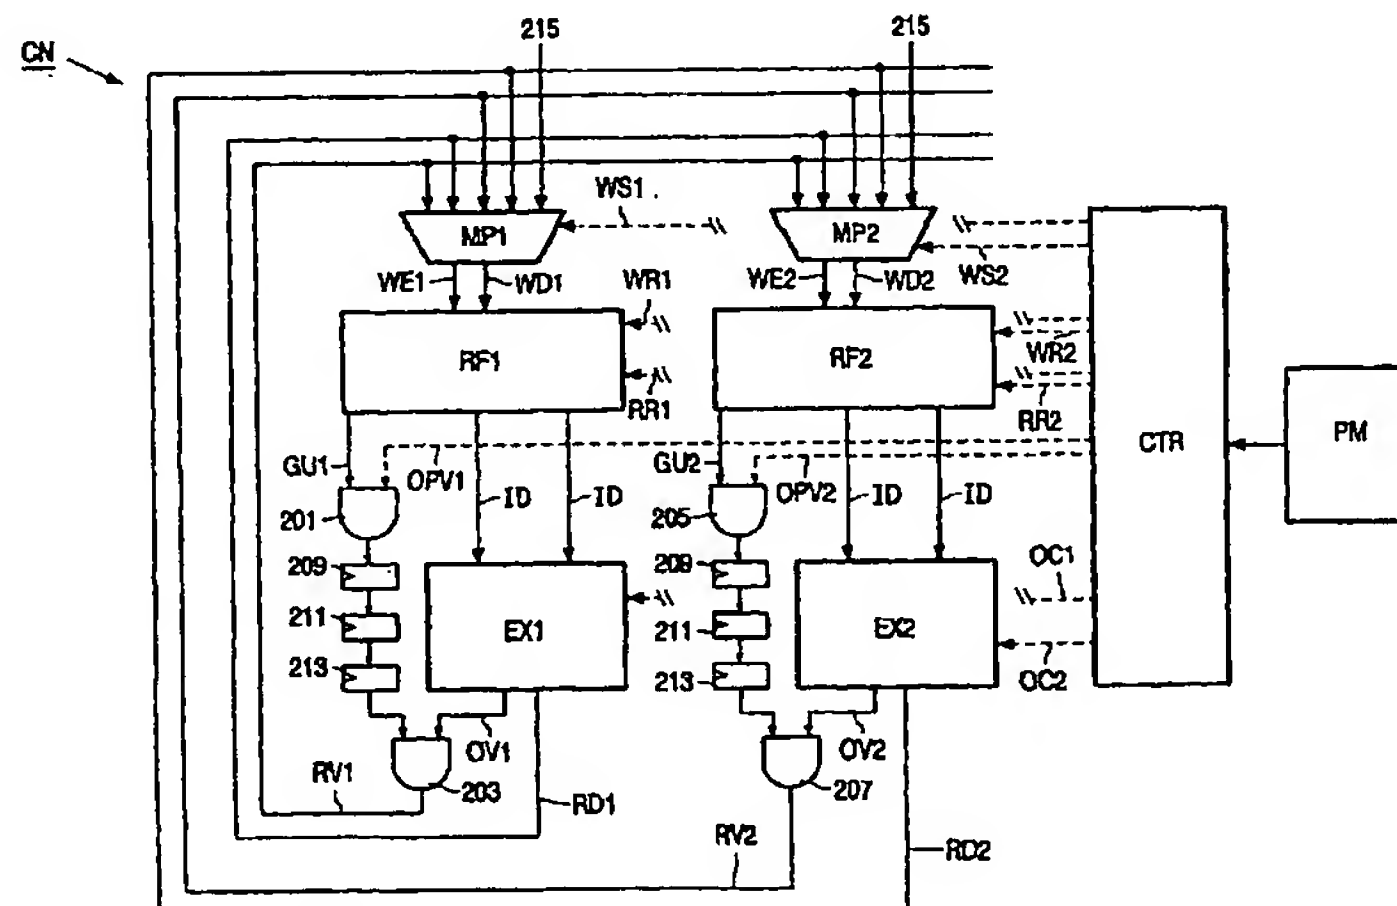 CN
215
215
WS1
MP1
MP2
WS2
WE1
WD1
WR1
WE2
WD2
RF1
RF2
WR2
RR1
RR2
CTR
PM
GU1
OPV1
GU2
OPV2
ID
ID
ID
ID
201
205
209
209
OC1
211
EX1
211
EX2
213
213
OC2
OV1
OV2
RV1
203
207
RD1
RV2
RD2